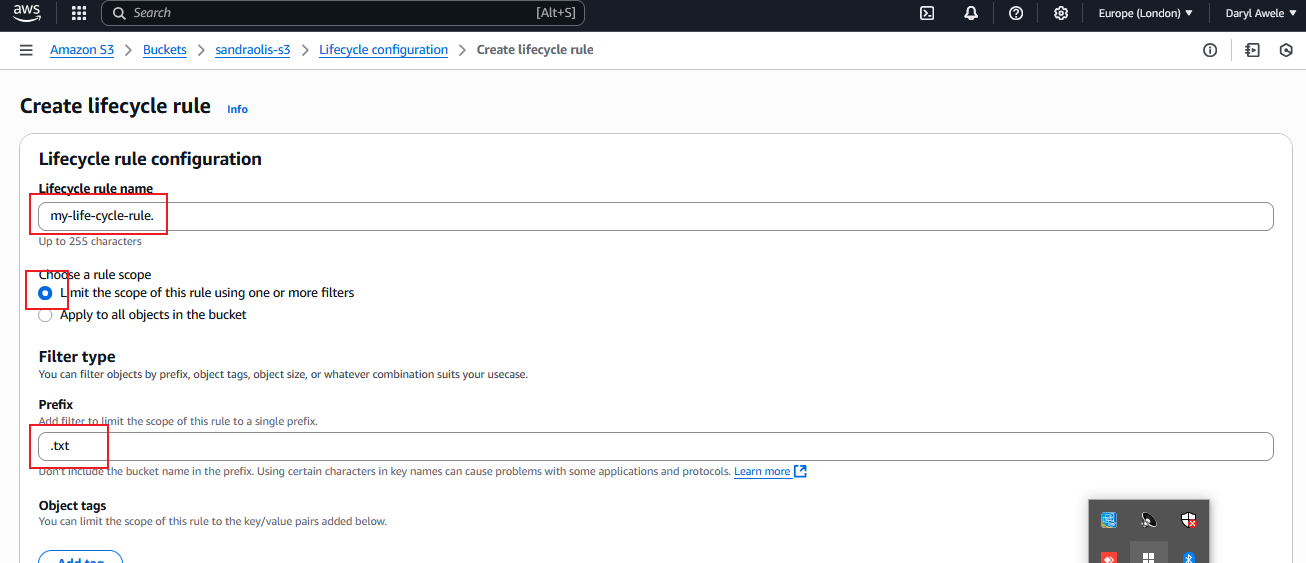 aws Search [Alt+S] Europe (London) Daryl Awele
Amazon S3 > Buckets > sandraolis-s3 > Lifecycle configuration > Create lifecycle rule
Create lifecycle rule Info
Lifecycle rule configuration
Lifecycle rule name
my-life-cycle-rule.
Up to 255 characters
Choose a rule scope
Limit the scope of this rule using one or more filters
Apply to all objects in the bucket
Filter type
You can filter objects by prefix, object tags, object size, or whatever combination suits your usecase.
Prefix
Add filter to limit the scope of this rule to a single prefix.
.txt
Don't include the bucket name in the prefix. Using certain characters in key names can cause problems with some applications and protocols. Learn more
Object tags
You can limit the scope of this rule to the key/value pairs added below.
Add tag